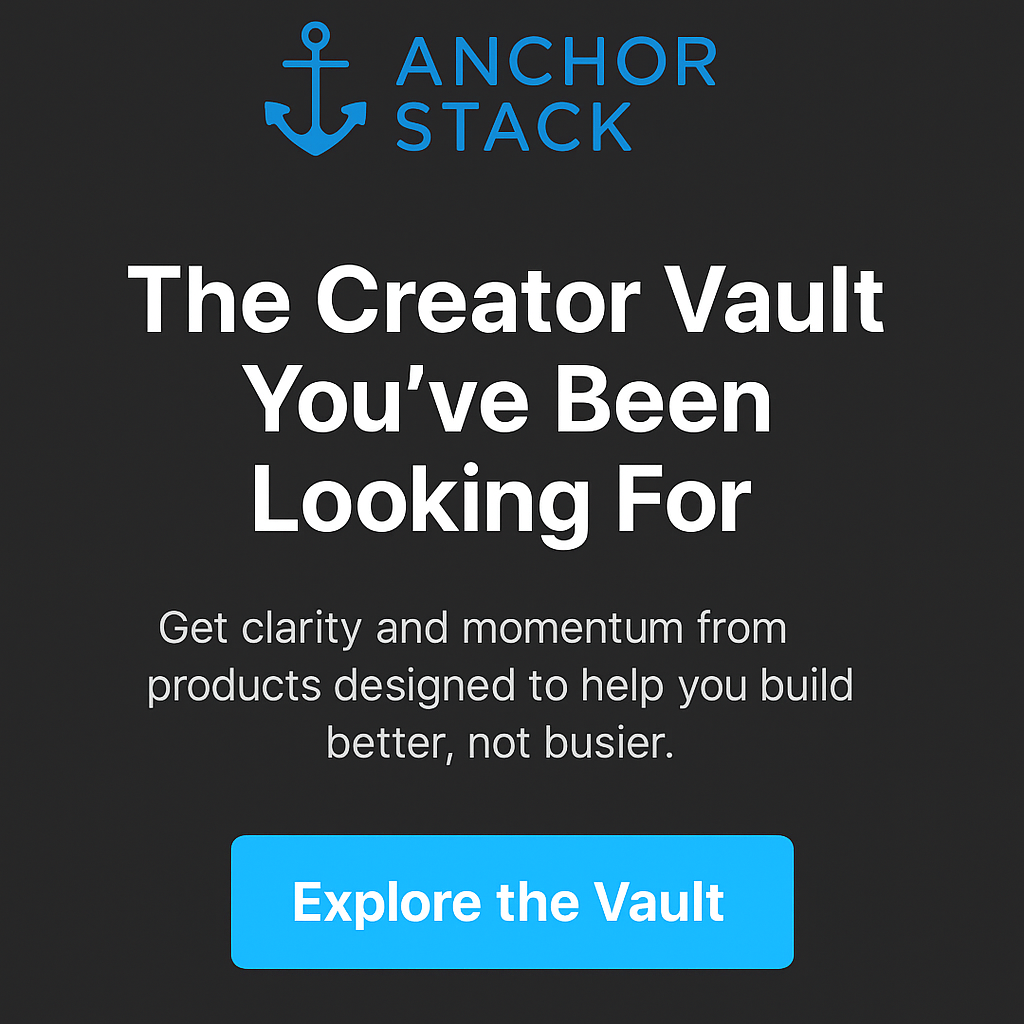 ANCHOR
STACK
The Creator Vault
You’ve Been
Looking For
Get clarity and momentum from
products designed to help you build
better, not busier.
Explore the Vault